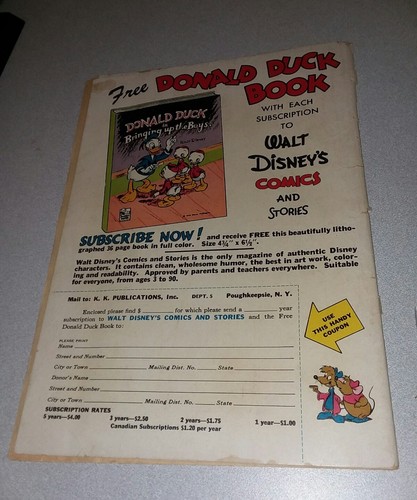 Free DONALD DUCK
BOOK
WITH EACH
SUBSCRIPTION
TO
WALT
DISNEY'S
COMICS
AND
STORIES
DONALD DUCK
in
Bringing up the Boys
SUBSCRIBE NOW! and receive FREE this beautifully litho-
graphed 36 page book in full color. Size 4¾" x 6½".
Walt Disney's Comics and Stories is the only magazine of authentic Disney
characters. It contains clean, wholesome humor, the best in art work, color-
ing and readability. Approved by parents and teachers everywhere. Suitable
for everyone, from ages 3 to 90.
Mail to: K. K. PUBLICATIONS, Inc. DEPT. 5 Poughkeepsie, N. Y.
Enclosed please find $ for which please send a year
subscription to WALT DISNEY'S COMICS AND STORIES and the Free
Donald Duck Book to:
PLEASE PRINT
Name
Street and Number
City or Town Mailing Dist. No. State
Donor's Name
Street and Number
City or Town Mailing Dist. No. State
SUBSCRIPTION RATES
5 years—$4.00 3 years—$2.50 2 years—$1.75 1 year—$1.00
Canadian Subscriptions $1.20 per year
USE
THIS HANDY
COUPON